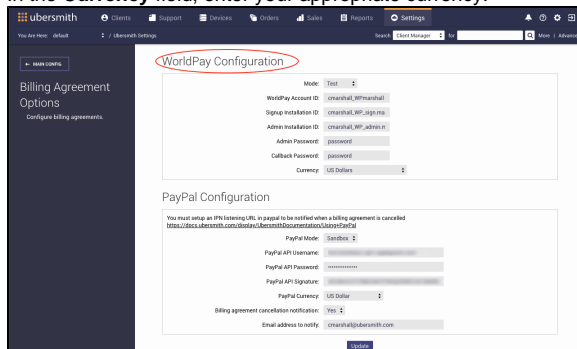 In the Currency field, enter your appropriate currency.
ubersmith Clients Support Devices Orders Sales Reports Settings
You Are Here: default / Ubersmith Settings Search Client Manager for More | Advance
← MAIN CONFIG
Billing Agreement
Options
Configure billing agreements.
WorldPay Configuration
Mode: Test
WorldPay Account ID: cmarshall_WPmarshall
Signup Installation ID: cmarshall_WP_sign.ma
Admin Installation ID: cmarshall_WP_admin.n
Admin Password: password
Callback Password: password
Currency: US Dollars
PayPal Configuration
You must setup an IPN listening URL in paypal to be notified when a billing agreement is cancelled
https://docs.ubersmith.com/display/UbersmithDocumentation/Using+PayPal
PayPal Mode: Sandbox
PayPal API Username:
PayPal API Password: ••••••••••••••
PayPal API Signature:
PayPal Currency: US Dollar
Billing agreement cancellation notification: Yes
Email address to notify: cmarshall@ubersmith.com
Update